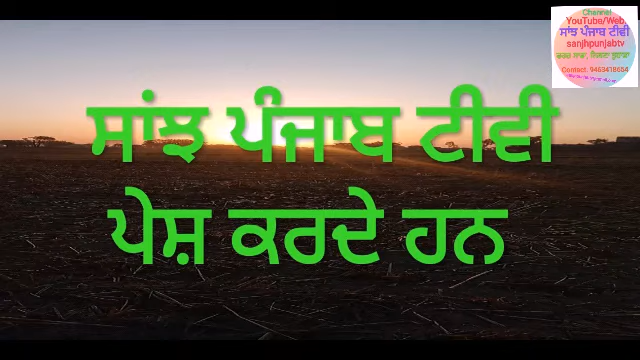 Channel
YouTube/Web.
ਸਾਂਝ ਪੰਜਾਬ ਟੀਵੀ
sanjhpunjabtv
Contact. 9463418654
ਸਾਂਝ ਪੰਜਾਬ ਟੀਵੀ
ਪੇਸ਼ ਕਰਦੇ ਹਨ